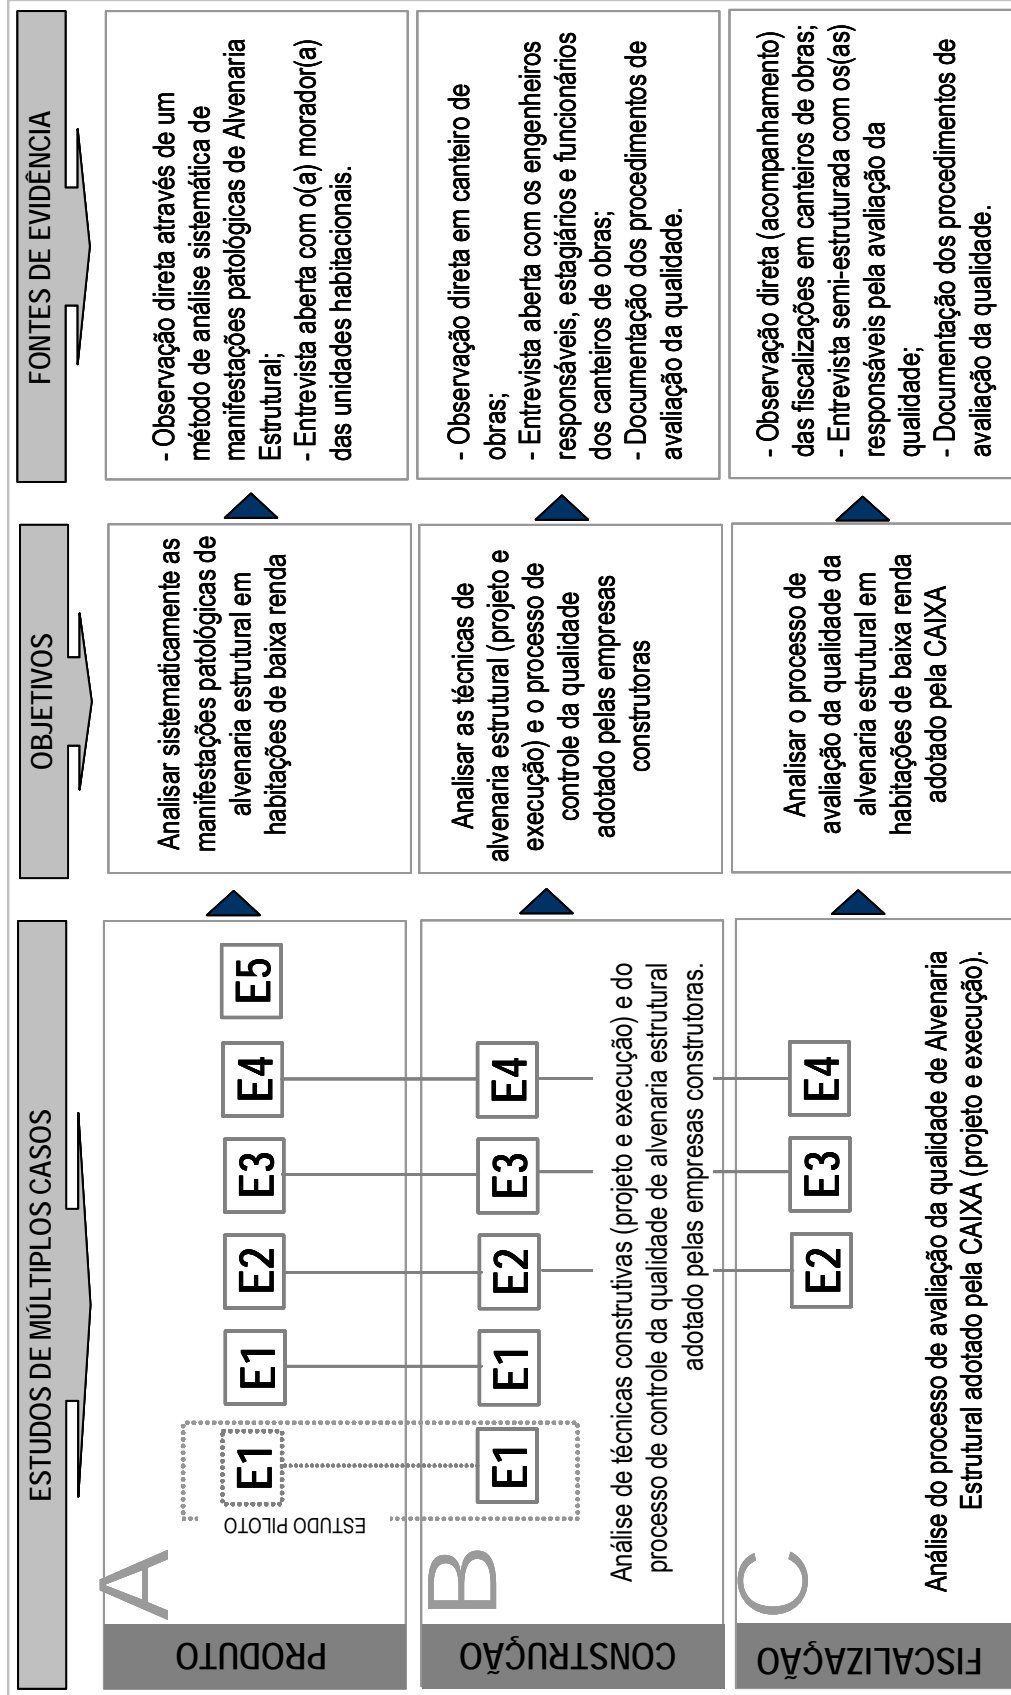 ESTUDOS DE MÚLTIPLOS CASOS
OBJETIVOS
FONTES DE EVIDÊNCIA
PRODUTO
A
ESTUDO PILOTO
E1
E1
E2
E3
E4
E5
Analisar sistematicamente as
manifestações patológicas de
alvenaria estrutural em
habitações de baixa renda
- Observação direta através de um
método de análise sistemática de
manifestações patológicas de Alvenaria
Estrutural;
- Entrevista aberta com o(a) morador(a)
das unidades habitacionais.
CONSTRUÇÃO
B
E1
E1
E2
E3
E4
Análise de técnicas construtivas (projeto e execução) e do
processo de controle da qualidade de alvenaria estrutural
adotado pelas empresas construtoras.
Analisar as técnicas de
alvenaria estrutural (projeto e
execução) e o processo de
controle da qualidade
adotado pelas empresas
construtoras
- Observação direta em canteiro de
obras;
- Entrevista aberta com os engenheiros
responsáveis, estagiários e funcionários
dos canteiros de obras;
- Documentação dos procedimentos de
avaliação da qualidade.
FISCALIZAÇÃO
C
E2
E3
E4
Análise do processo de avaliação da qualidade de Alvenaria
Estrutural adotado pela CAIXA (projeto e execução).
Analisar o processo de
avaliação da qualidade da
alvenaria estrutural em
habitações de baixa renda
adotado pela CAIXA
- Observação direta (acompanhamento)
das fiscalizações em canteiros de obras;
- Entrevista semi-estruturada com os(as)
responsáveis pela avaliação da
qualidade;
- Documentação dos procedimentos de
avaliação da qualidade.